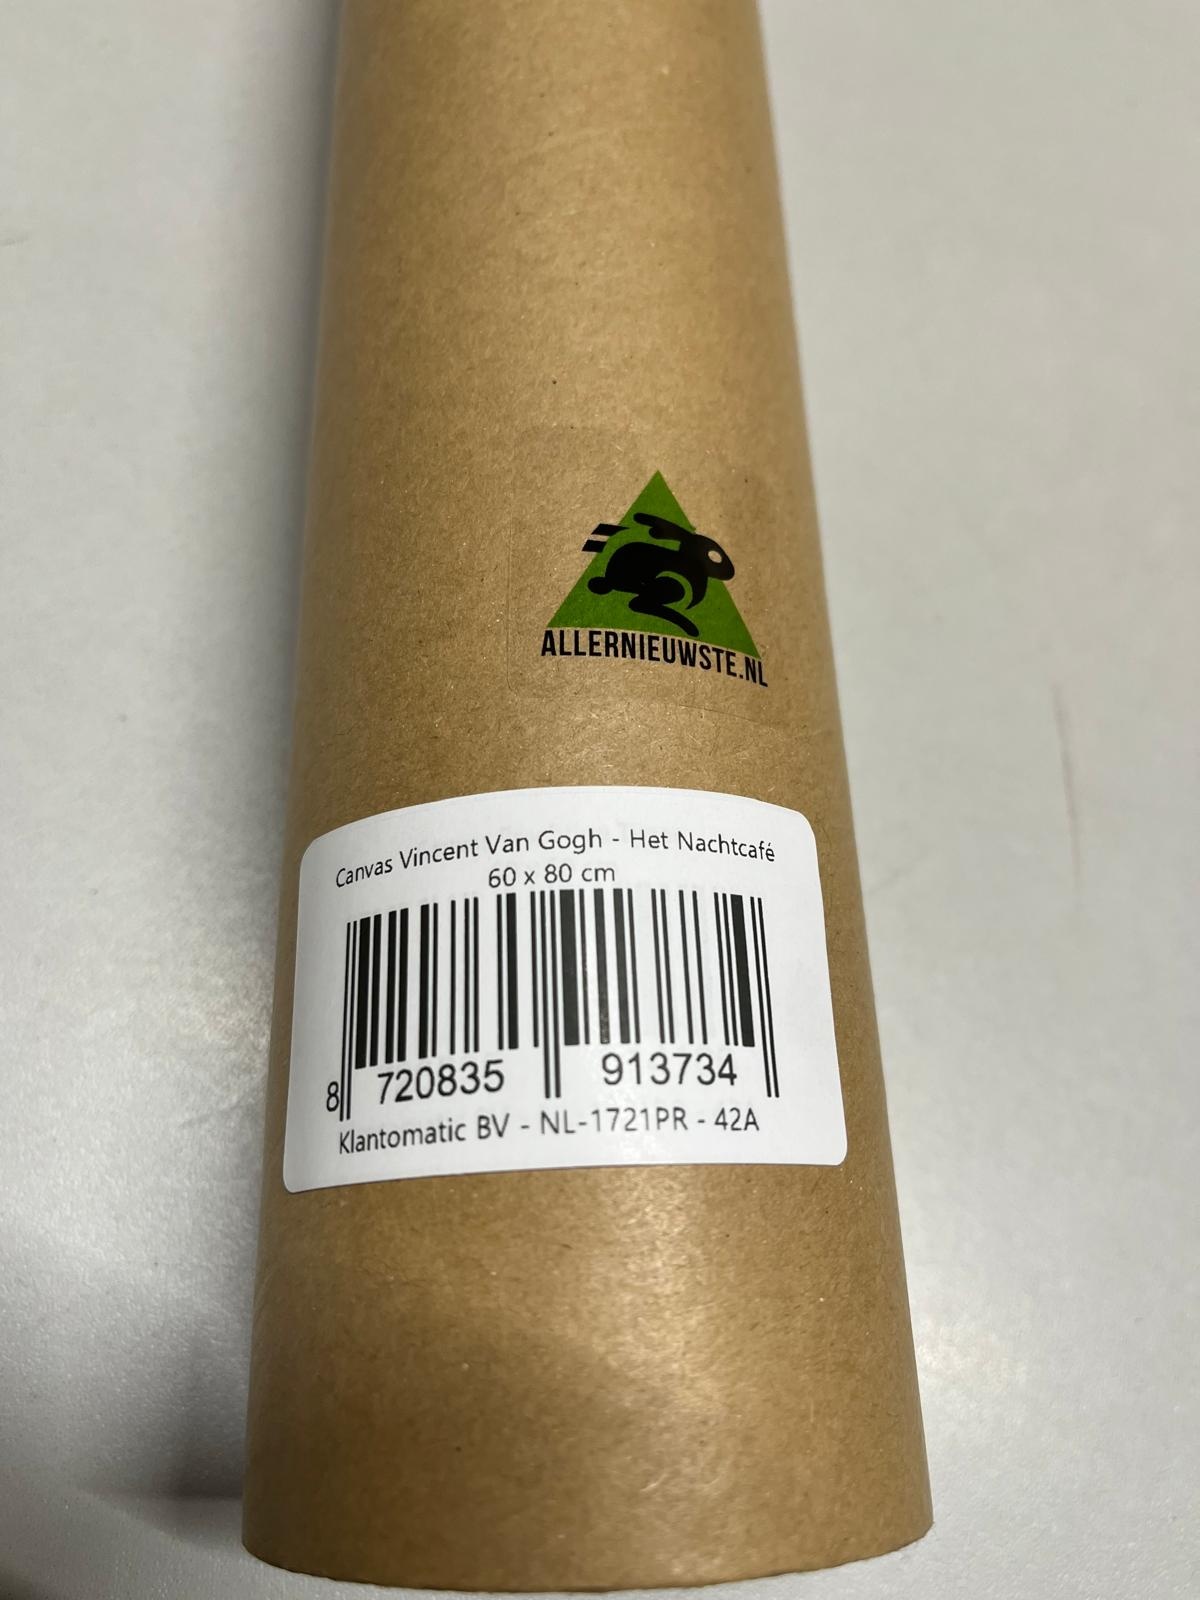 ALLERNIEUWSTE.NL
Canvas Vincent Van Gogh - Het Nachtcafé
60 x 80 cm
8 720835 913734
Klantomatic BV - NL-1721PR - 42A